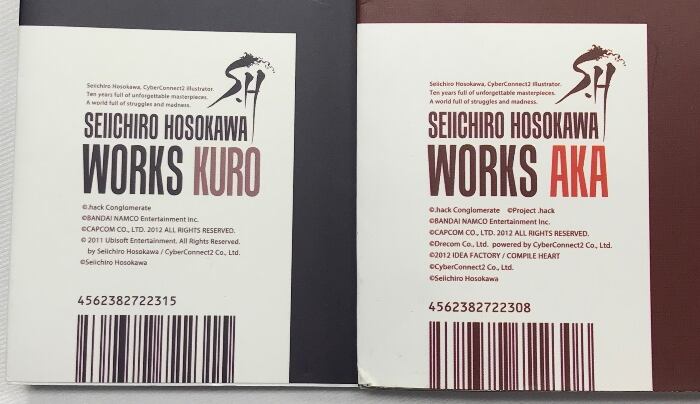 S.H
Seiichiro Hosokawa, CyberConnect2 Illustrator.
Ten years full of unforgettable masterpieces.
A world full of struggles and madness.
SEIICHIRO HOSOKAWA
WORKS KURO
©.hack Conglomerate
©BANDAI NAMCO Entertainment Inc.
©CAPCOM CO., LTD. 2012 ALL RIGHTS RESERVED.
© 2011 Ubisoft Entertainment. All Rights Reserved.
by Seiichiro Hosokawa / CyberConnect2 Co., Ltd.
©Seiichiro Hosokawa
4562382722315
S.H
Seiichiro Hosokawa, CyberConnect2 Illustrator.
Ten years full of unforgettable masterpieces.
A world full of struggles and madness.
SEIICHIRO HOSOKAWA
WORKS AKA
©.hack Conglomerate ©Project .hack
©BANDAI NAMCO Entertainment Inc.
©CAPCOM CO., LTD. 2012 ALL RIGHTS RESERVED.
©Drecom Co., Ltd. powered by CyberConnect2 Co., Ltd.
©2012 IDEA FACTORY / COMPILE HEART
©CyberConnect2 Co., Ltd.
©Seiichiro Hosokawa
4562382722308